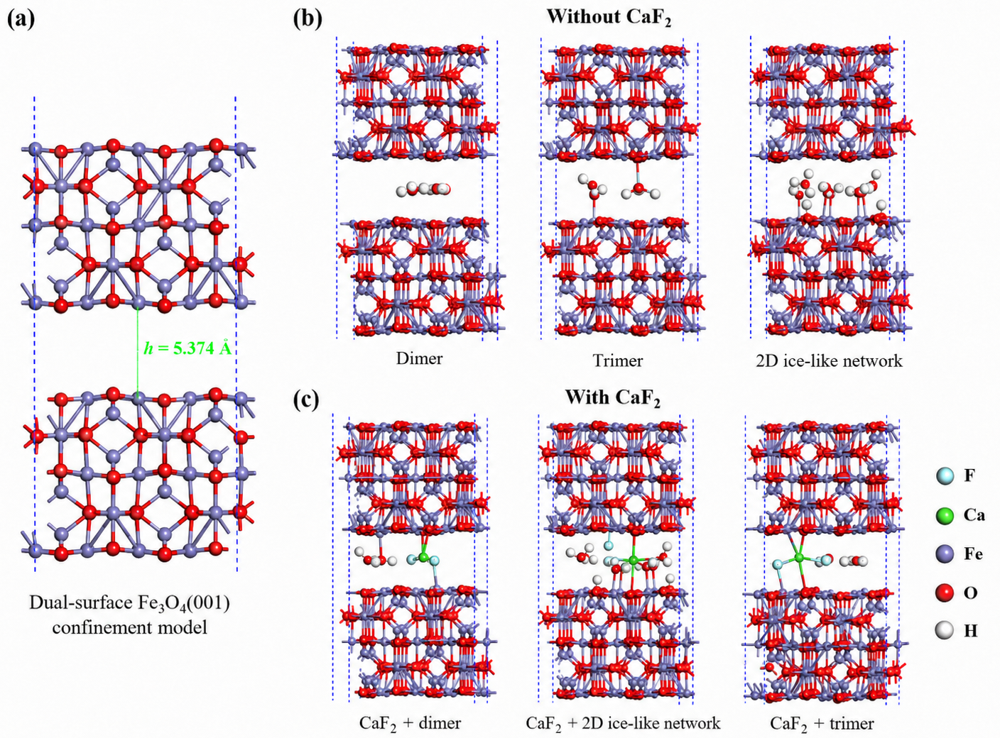 (a)
h = 5.374 Å
Dual-surface Fe₃O₄(001)
confinement model
(b)
Without CaF₂
Dimer
Trimer
2D ice-like network
(c)
With CaF₂
CaF₂ + dimer
CaF₂ + 2D ice-like network
CaF₂ + trimer
F
Ca
Fe
O
H